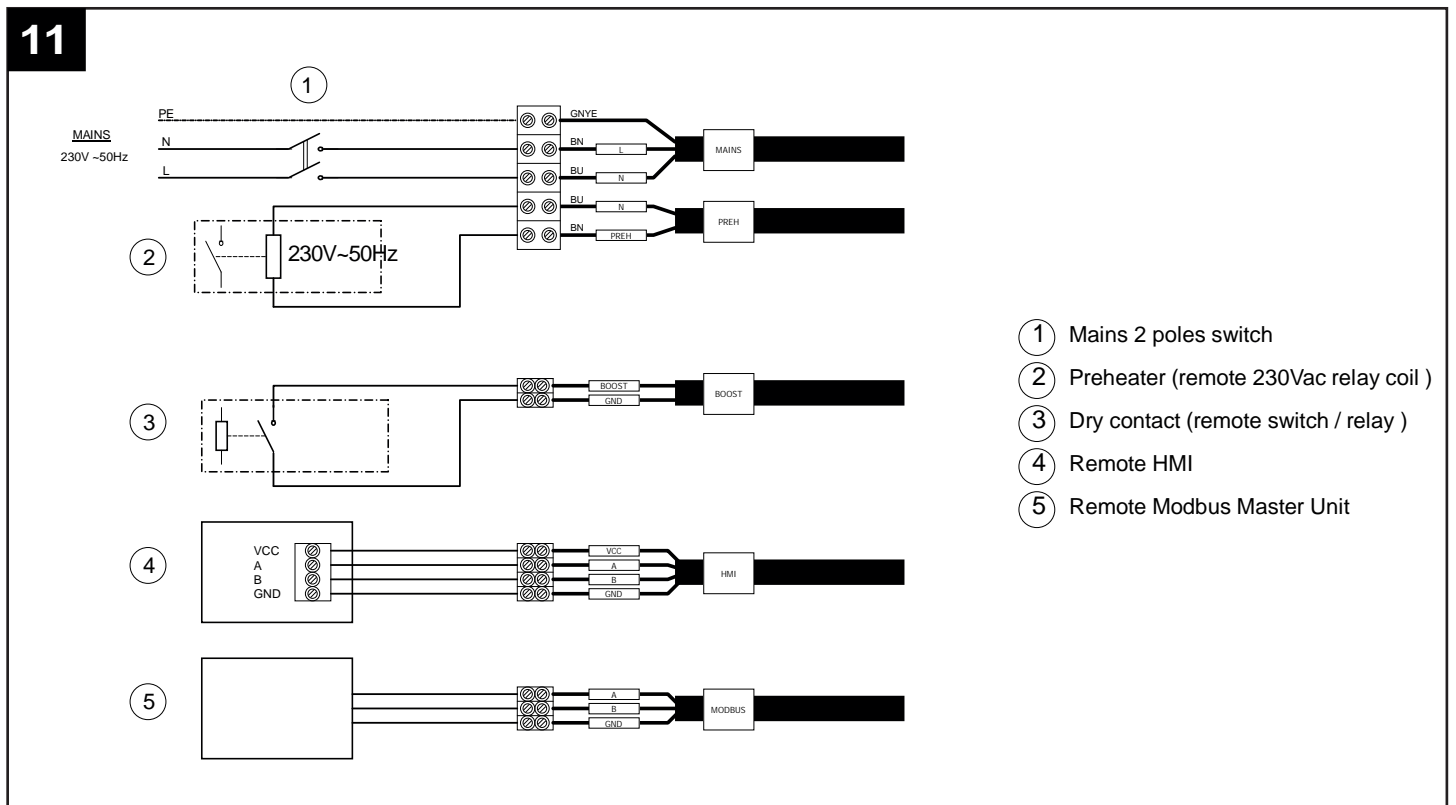 11
1
PE
GNYE
MAINS
230V ~50Hz
N
BN
L
MAINS
L
BU
N
BU
N
PREH
2
230V~50Hz
BN
PREH
1 Mains 2 poles switch
2 Preheater (remote 230Vac relay coil )
3 Dry contact (remote switch / relay )
4 Remote HMI
5 Remote Modbus Master Unit
3
BOOST
GND
BOOST
4
VCC
A
B
GND
VCC
A
B
GND
HMI
5
A
B
GND
MODBUS